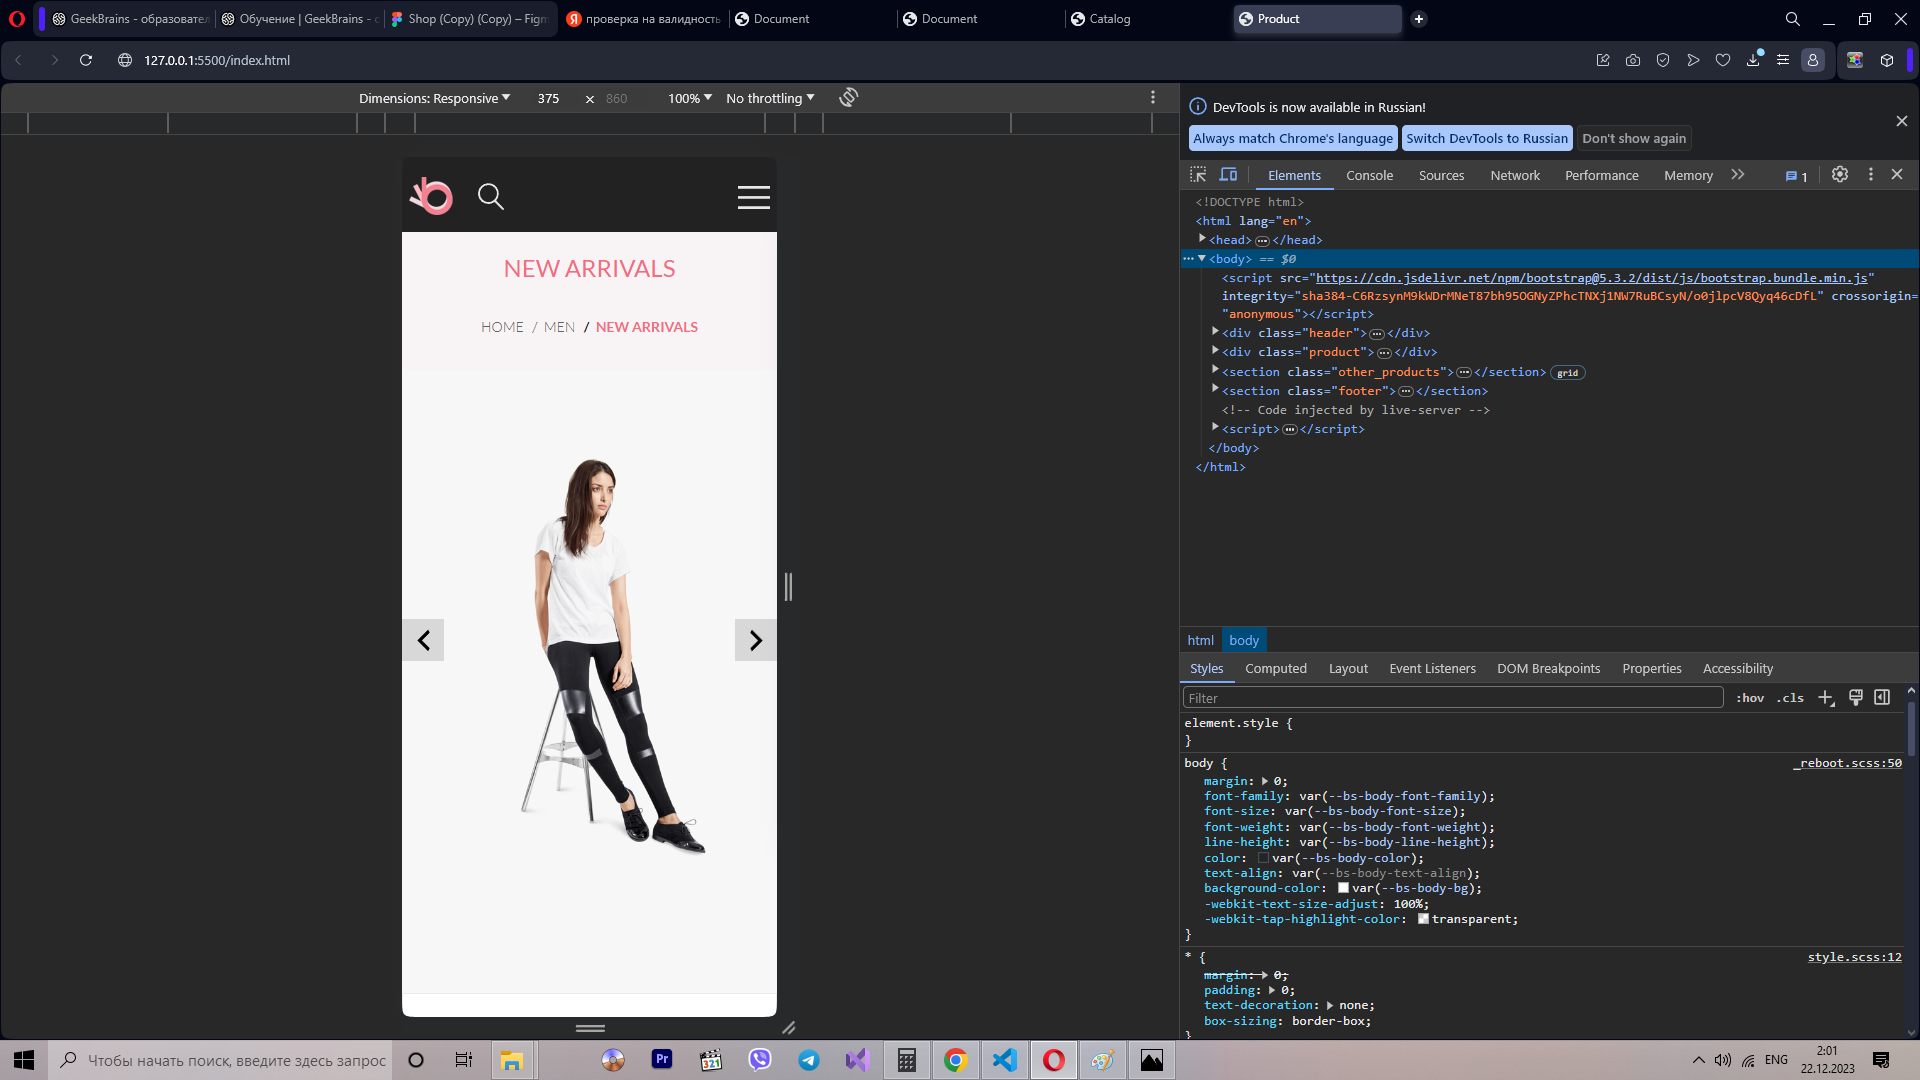 GeekBrains - образовател
Обучение | GeekBrains - с
Shop (Copy) (Copy) – Figm
проверка на валидность
Document
Document
Catalog
Product
127.0.0.1:5500/index.html
Dimensions: Responsive
375
×
860
100%
No throttling
DevTools is now available in Russian!
Always match Chrome's language
Switch DevTools to Russian
Don't show again
Elements
Console
Sources
Network
Performance
Memory
1
<!DOCTYPE html>
<html lang="en">
<head> … </head>
… <body> == $0
<script src="https://cdn.jsdelivr.net/npm/bootstrap@5.3.2/dist/js/bootstrap.bundle.min.js"
integrity="sha384-C6RzsynM9kWDrMNeT87bh95OGNyZPhcTNXj1NW7RuBCsyN/o0jlpcV8Qyq46cDfL" crossorigin=
"anonymous"></script>
<div class="header"> … </div>
<div class="product"> … </div>
<section class="other_products"> … </section> grid
<section class="footer"> … </section>
<!-- Code injected by live-server -->
<script> … </script>
</body>
</html>
NEW ARRIVALS
HOME / MEN / NEW ARRIVALS
html
body
Styles
Computed
Layout
Event Listeners
DOM Breakpoints
Properties
Accessibility
Filter
:hov
.cls
element.style {
}
body {
_reboot.scss:50
margin: 0;
font-family: var(--bs-body-font-family);
font-size: var(--bs-body-font-size);
font-weight: var(--bs-body-font-weight);
line-height: var(--bs-body-line-height);
color: var(--bs-body-color);
text-align: var(--bs-body-text-align);
background-color: var(--bs-body-bg);
-webkit-text-size-adjust: 100%;
-webkit-tap-highlight-color: transparent;
}
* {
style.scss:12
margin: 0;
padding: 0;
text-decoration: none;
box-sizing: border-box;
}
Чтобы начать поиск, введите здесь запрос
Pr
321
ENG
2:01
22.12.2023